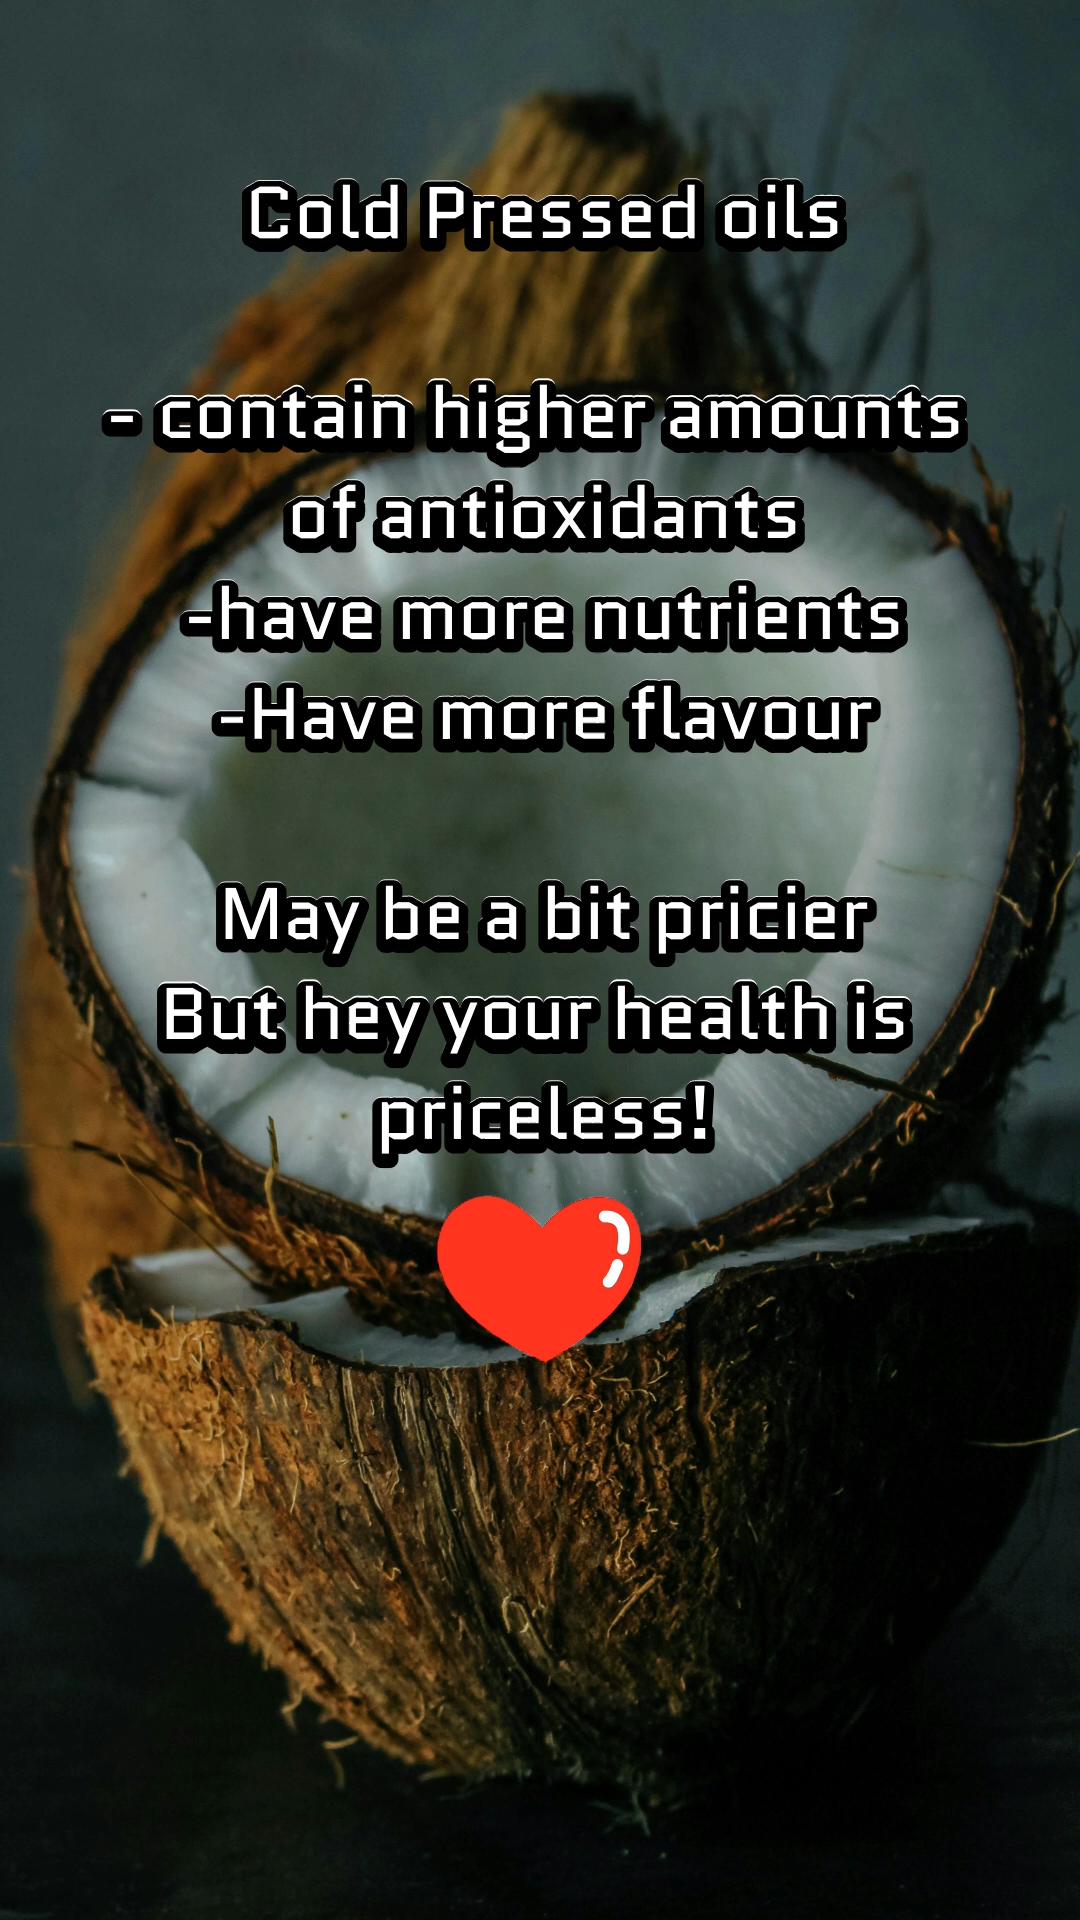 Cold Pressed oils
- contain higher amounts
of antioxidants
-have more nutrients
-Have more flavour
May be a bit pricier
But hey your health is
priceless!